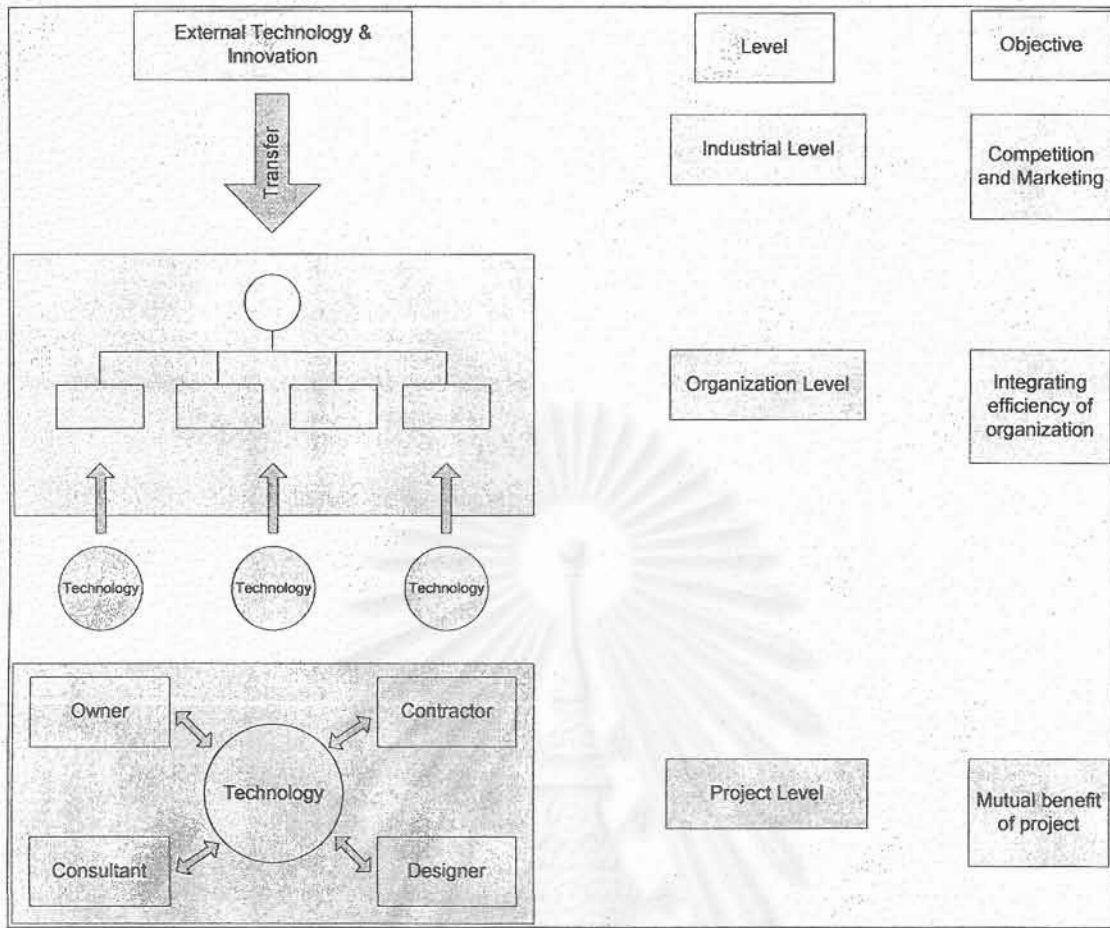 External Technology &
Innovation
Level
Objective
Transfer
Industrial Level
Competition
and Marketing
Organization Level
Integrating
efficiency of
organization
Technology
Technology
Technology
Owner
Contractor
Technology
Project Level
Mutual benefit
of project
Consultant
Designer